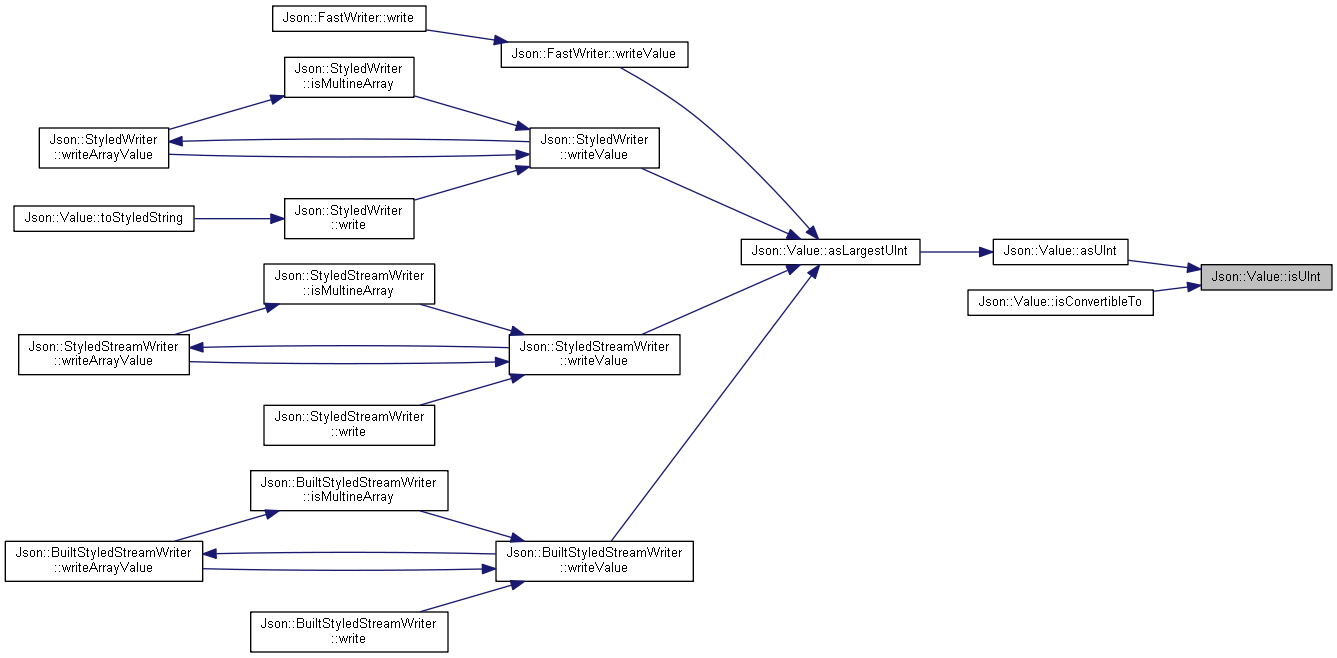 Json::FastWriter::write
Json::FastWriter::writeValue
Json::StyledWriter
::isMultineArray
Json::StyledWriter
::writeArrayValue
Json::StyledWriter
::writeValue
Json::Value::toStyledString
Json::StyledWriter
::write
Json::Value::asLargestUInt
Json::Value::asUInt
Json::Value::isUInt
Json::Value::isConvertibleTo
Json::StyledStreamWriter
::isMultineArray
Json::StyledStreamWriter
::writeArrayValue
Json::StyledStreamWriter
::writeValue
Json::StyledStreamWriter
::write
Json::BuiltStyledStreamWriter
::isMultineArray
Json::BuiltStyledStreamWriter
::writeArrayValue
Json::BuiltStyledStreamWriter
::writeValue
Json::BuiltStyledStreamWriter
::write